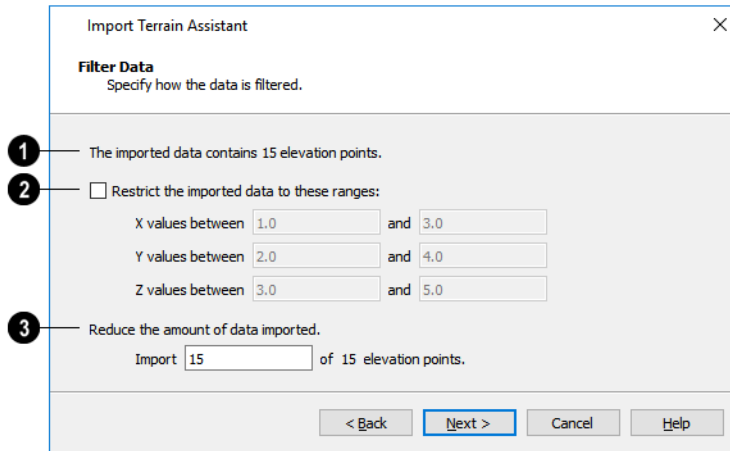 Import Terrain Assistant
Filter Data
Specify how the data is filtered.
1 The imported data contains 15 elevation points.
2 Restrict the imported data to these ranges:
X values between 1.0 and 3.0
Y values between 2.0 and 4.0
Z values between 3.0 and 5.0
3 Reduce the amount of data imported.
Import 15 of 15 elevation points.
< Back Next > Cancel Help